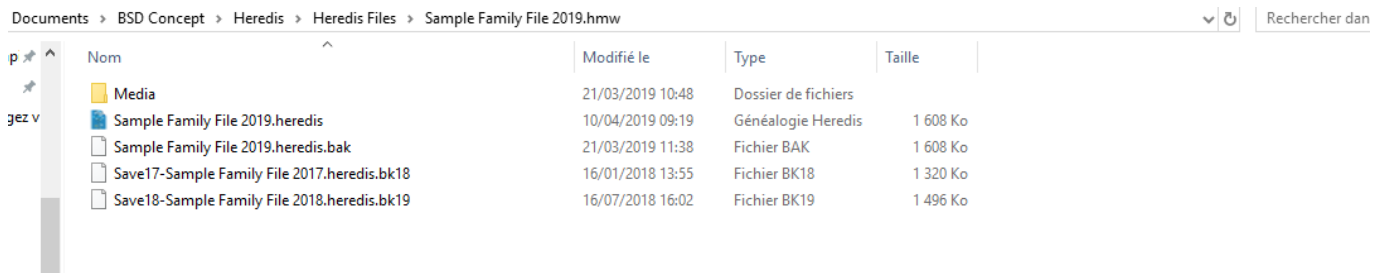 Documents > BSD Concept > Heredis > Heredis Files > Sample Family File 2019.hmw Rechercher dan
Nom Modifié le Type Taille
Media 21/03/2019 10:48 Dossier de fichiers
Sample Family File 2019.heredis 10/04/2019 09:19 Généalogie Heredis 1 608 Ko
gez v
Sample Family File 2019.heredis.bak 21/03/2019 11:38 Fichier BAK 1 608 Ko
Save17-Sample Family File 2017.heredis.bk18 16/01/2018 13:55 Fichier BK18 1 320 Ko
Save18-Sample Family File 2018.heredis.bk19 16/07/2018 16:02 Fichier BK19 1 496 Ko